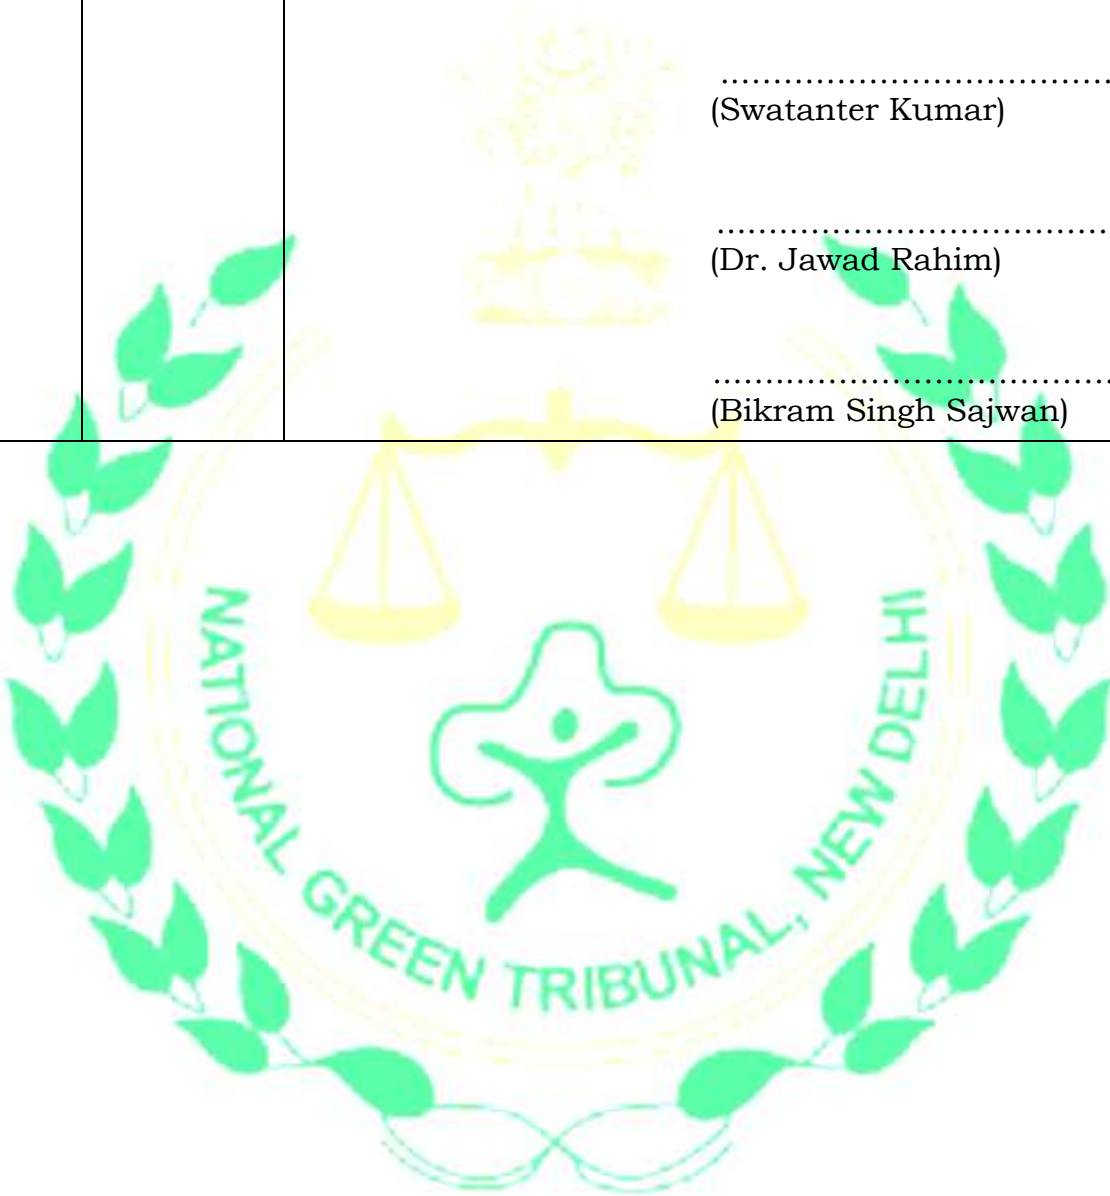 ......................................
(Swatanter Kumar)
......................................
(Dr. Jawad Rahim)
......................................
(Bikram Singh Sajwan)
NATIONAL GREEN TRIBUNAL, NEW DELHI